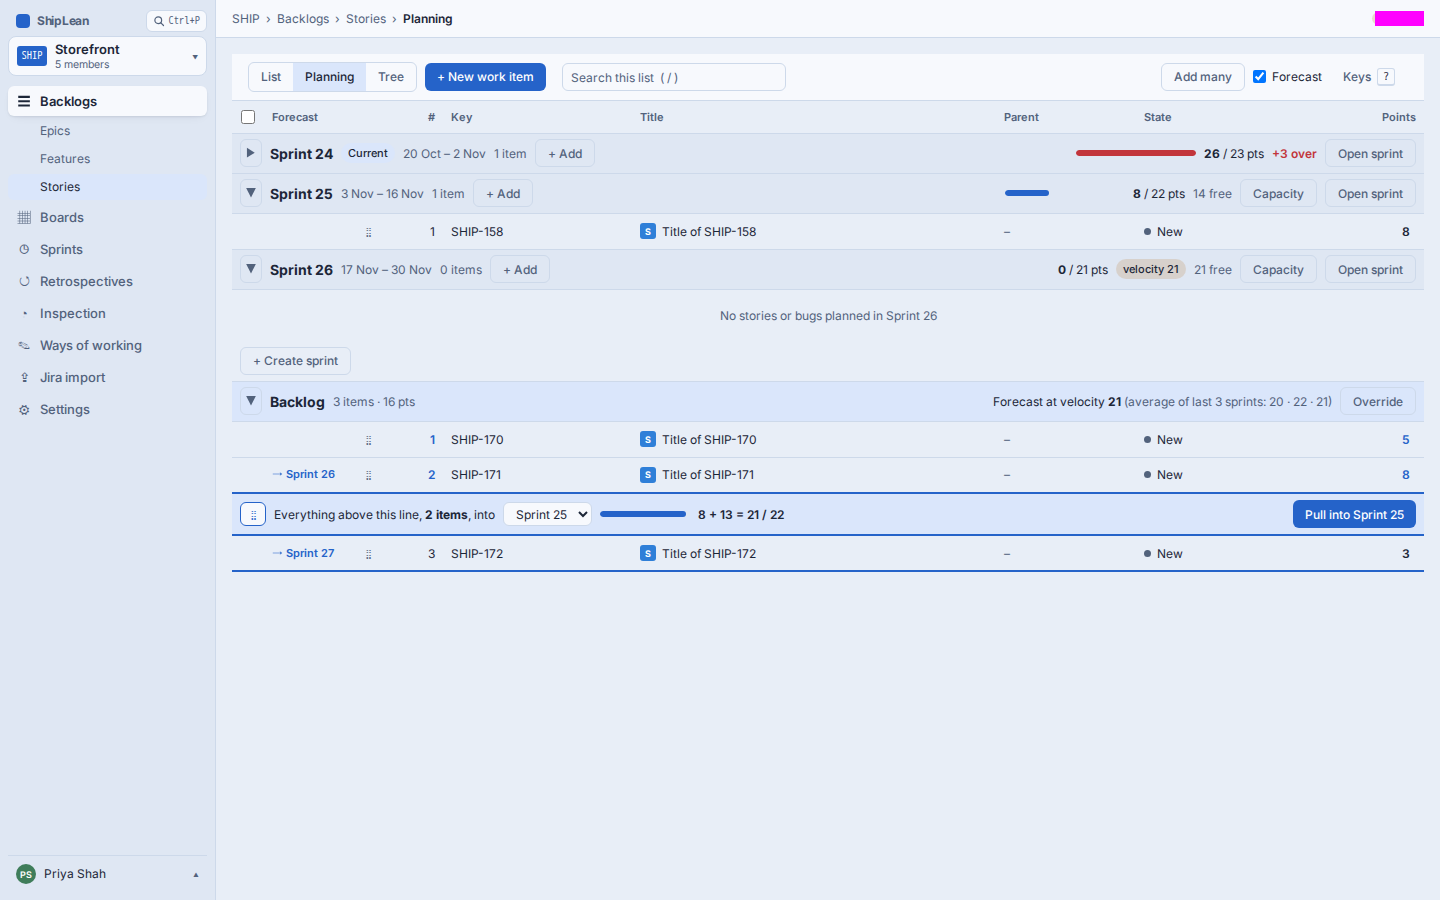 ShipLean Ctrl+P
SHIP Storefront
5 members
Backlogs
Epics
Features
Stories
Boards
Sprints
Retrospectives
Inspection
Ways of working
Jira import
Settings
PS Priya Shah
SHIP › Backlogs › Stories › Planning
List Planning Tree + New work item Search this list ( / ) Add many Forecast Keys ?
Forecast # Key Title Parent State Points
Sprint 24 Current 20 Oct – 2 Nov 1 item + Add 26 / 23 pts +3 over Open sprint
Sprint 25 3 Nov – 16 Nov 1 item + Add 8 / 22 pts 14 free Capacity Open sprint
1 SHIP-158 S Title of SHIP-158 – New 8
Sprint 26 17 Nov – 30 Nov 0 items + Add 0 / 21 pts velocity 21 21 free Capacity Open sprint
No stories or bugs planned in Sprint 26
+ Create sprint
Backlog 3 items · 16 pts Forecast at velocity 21 (average of last 3 sprints: 20 · 22 · 21) Override
1 SHIP-170 S Title of SHIP-170 – New 5
→ Sprint 26 2 SHIP-171 S Title of SHIP-171 – New 8
Everything above this line, 2 items, into Sprint 25 8 + 13 = 21 / 22 Pull into Sprint 25
→ Sprint 27 3 SHIP-172 S Title of SHIP-172 – New 3